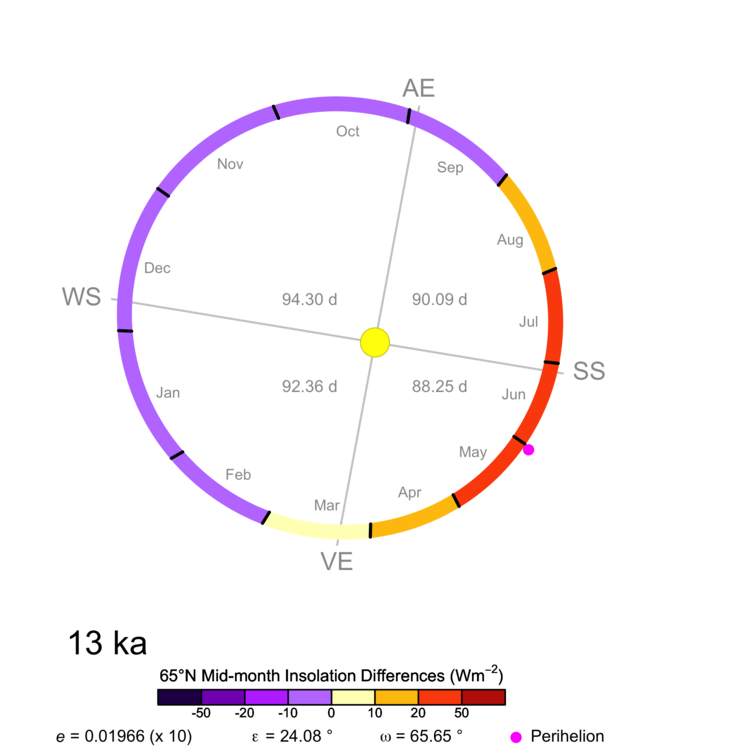 AE
Oct
Nov
Sep
Aug
Dec
WS
94.30 d
90.09 d
Jul
SS
92.36 d
88.25 d
Jan
Jun
May
Feb
Apr
Mar
VE
13 ka
65°N Mid-month Insolation Differences (Wm⁻²)
-50 -20 -10 0 10 20 50
e = 0.01966 (x 10) ε = 24.08 ° ω = 65.65 ° Perihelion